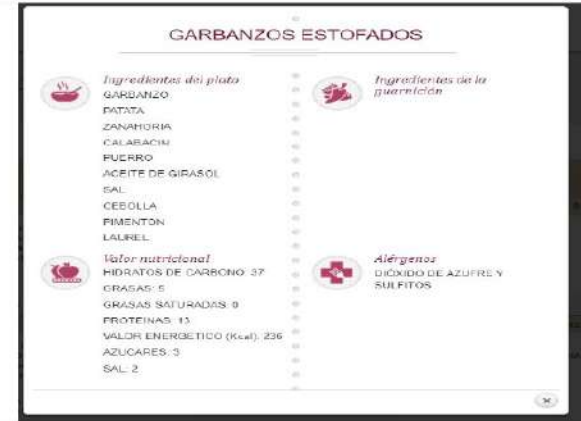 GARBANZOS ESTOFADOS
Ingredientes del plato
GARBANZO
PATATA
ZANAHORIA
CALABACIN
PUERRO
ACEITE DE GIRASOL
SAL
CEBOLLA
PIMENTON
LAUREL
Ingredientes de la
guarnición
Valor nutricional
HIDRATOS DE CARBONO: 37
GRASAS: 5
GRASAS SATURADAS: 0
PROTEINAS: 13
VALOR ENERGETICO (Kcal): 236
AZUCARES: 3
SAL: 2
Alérgenos
DIÓXIDO DE AZUFRE Y
SULFITOS